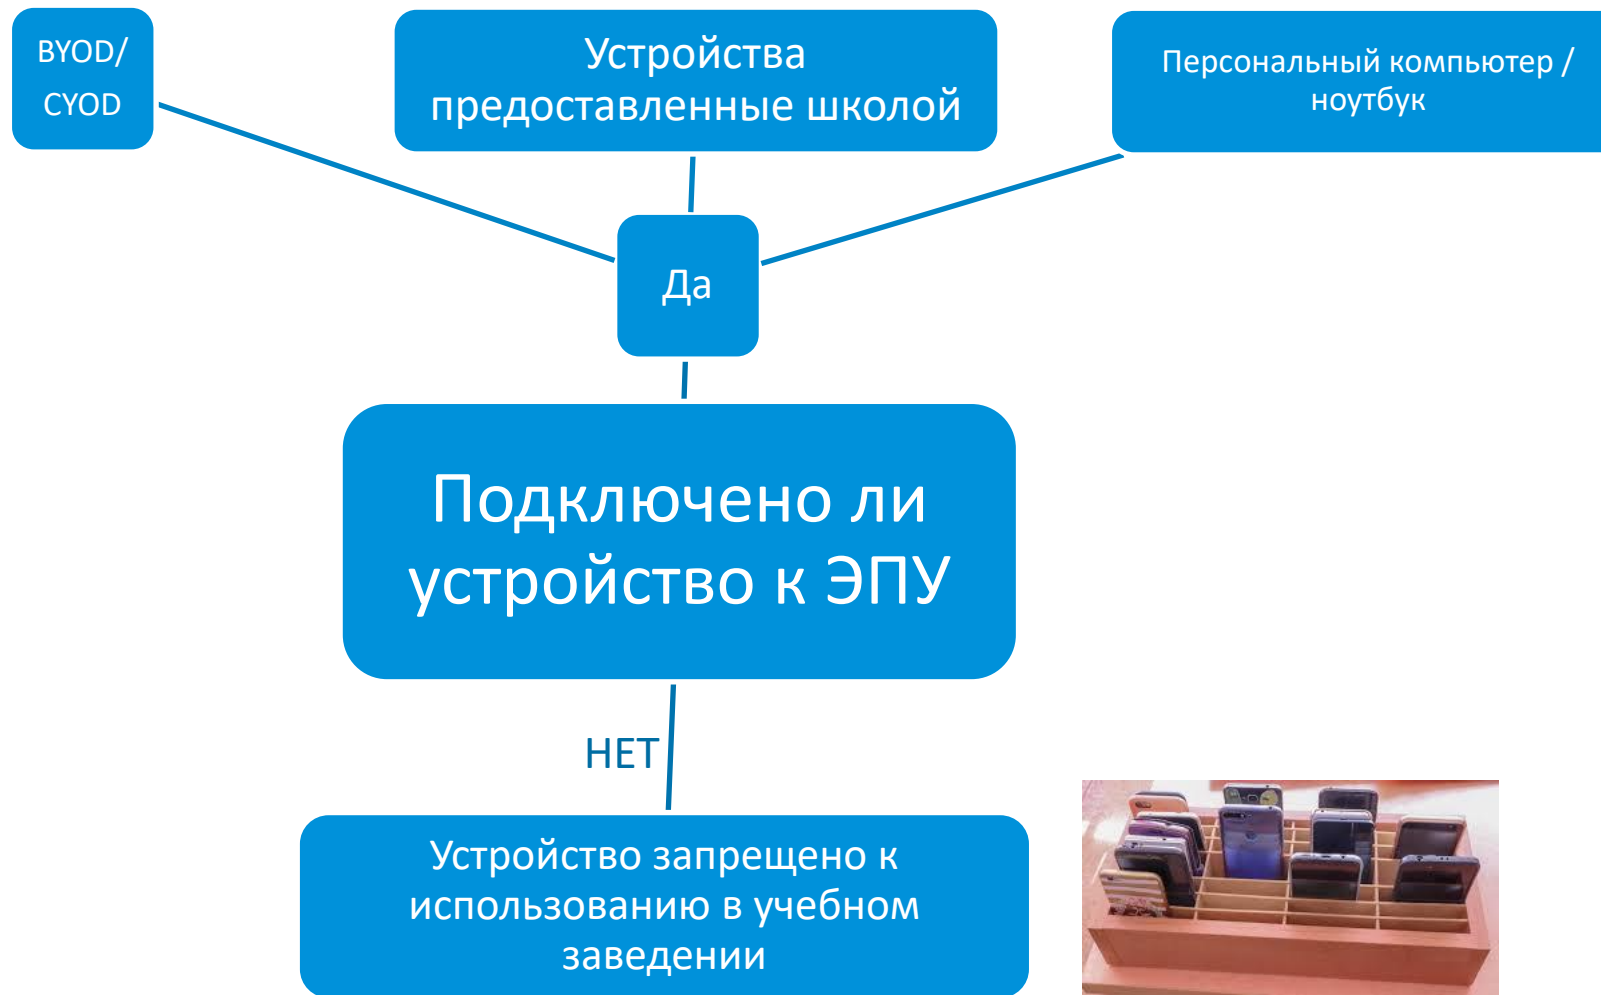 BYOD/
CYOD
Устройства
предоставленные школой
Персональный компьютер /
ноутбук
Да
Подключено ли
устройство к ЭПУ
НЕТ
Устройство запрещено к
использованию в учебном
заведении